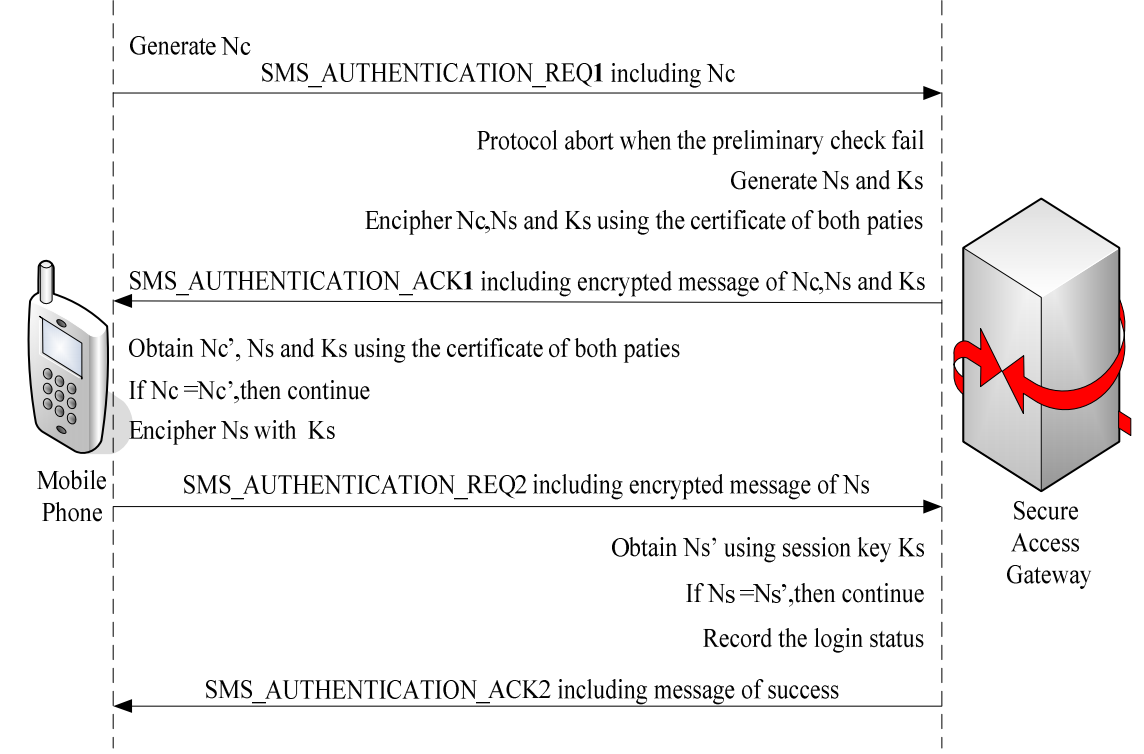 Generate Nc
SMS_AUTHENTICATION_REQ1 including Nc
Protocol abort when the preliminary check fail
Generate Ns and Ks
Encipher Nc,Ns and Ks using the certificate of both paties
SMS_AUTHENTICATION_ACK1 including encrypted message of Nc,Ns and Ks
Obtain Nc’, Ns and Ks using the certificate of both paties
If Nc =Nc’,then continue
Encipher Ns with Ks
Mobile
Phone
SMS_AUTHENTICATION_REQ2 including encrypted message of Ns
Secure
Access
Gateway
Obtain Ns’ using session key Ks
If Ns =Ns’,then continue
Record the login status
SMS_AUTHENTICATION_ACK2 including message of success